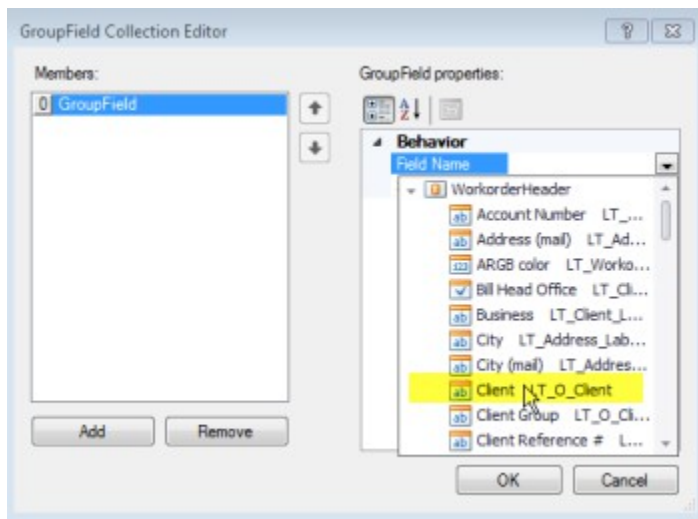 GroupField Collection Editor
Members:
0 GroupField
Add Remove
GroupField properties:
Behavior
Field Name
WorkorderHeader
Account Number LT_...
Address (mail) LT_Ad...
ARGB color LT_Worko...
Bill Head Office LT_Cli...
Business LT_Client_L...
City LT_Address_Lab...
City (mail) LT_Addres...
Client LT_O_Client
Client Group LT_O_Cli...
Client Reference # L...
OK Cancel